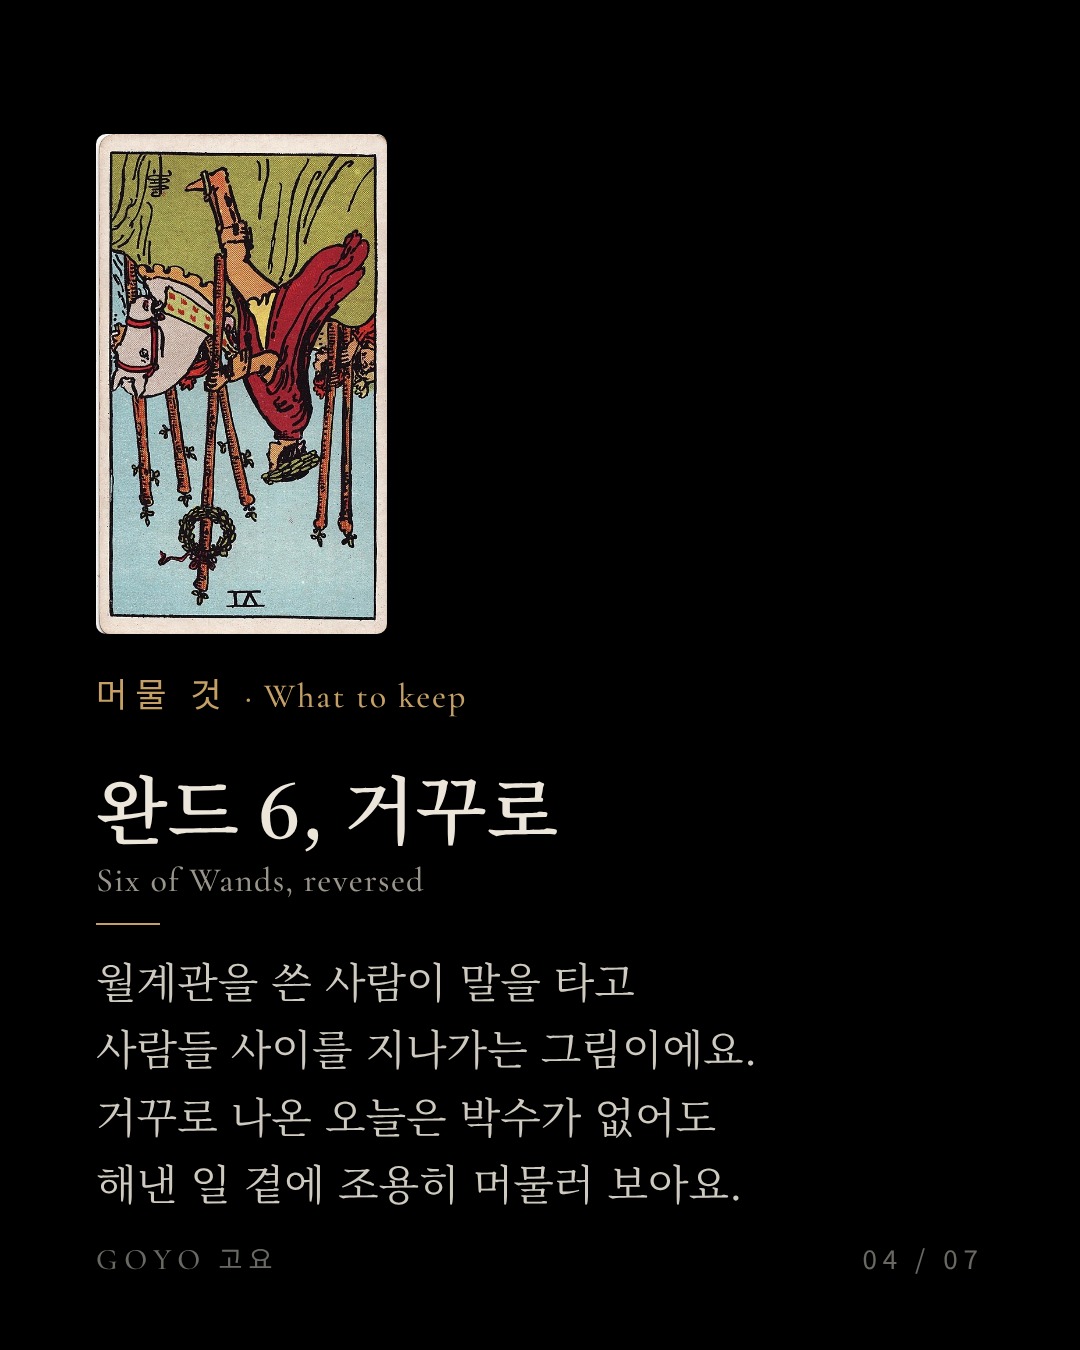 VI
머물 것 · What to keep
완드 6, 거꾸로
Six of Wands, reversed
월계관을 쓴 사람이 말을 타고
사람들 사이를 지나가는 그림이에요.
거꾸로 나온 오늘은 박수가 없어도
해낸 일 곁에 조용히 머물러 보아요.
GOYO 고요
04 / 07